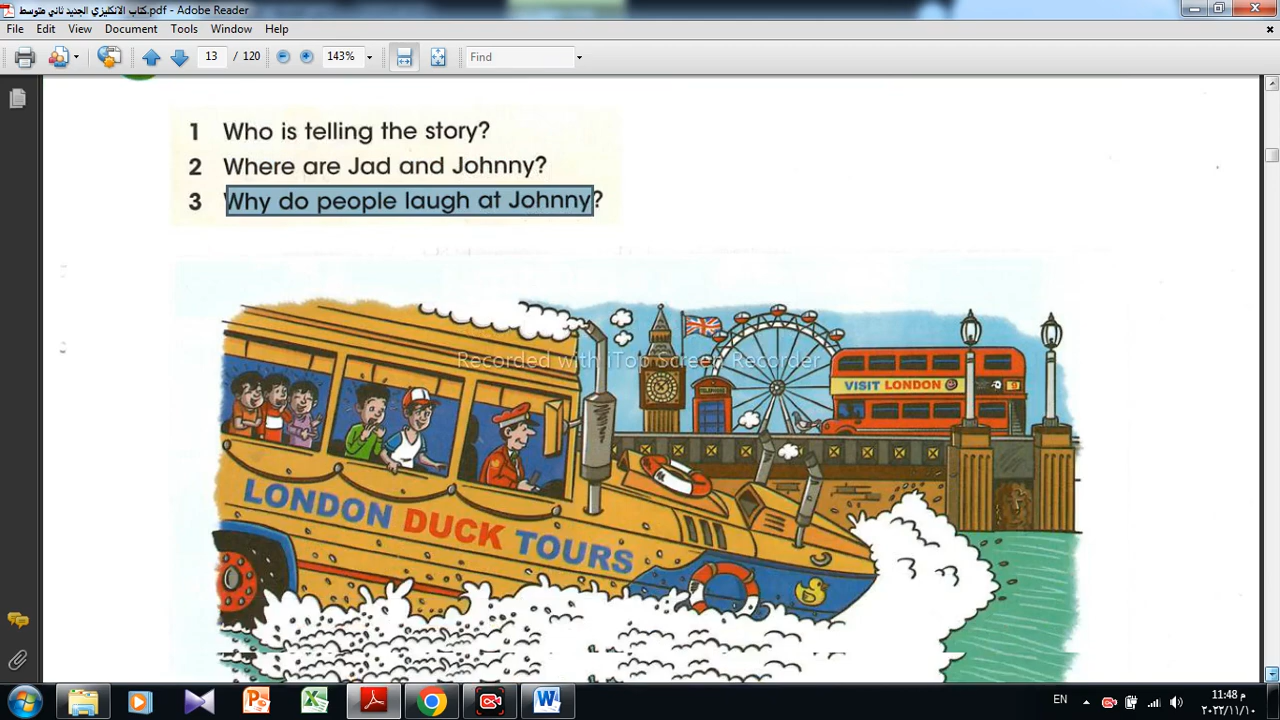 كتاب الانكليزي الجديد ثاني متوسط.pdf - Adobe Reader
File Edit View Document Tools Window Help
13 / 120 143% Find
1 Who is telling the story?
2 Where are Jad and Johnny?
3 Why do people laugh at Johnny?
Recorded with iTop Screen Recorder
VISIT LONDON 9
TELEPHONE
LONDON DUCK TOURS
EN
11:48 م
٢٠٢٢/١١/١٠